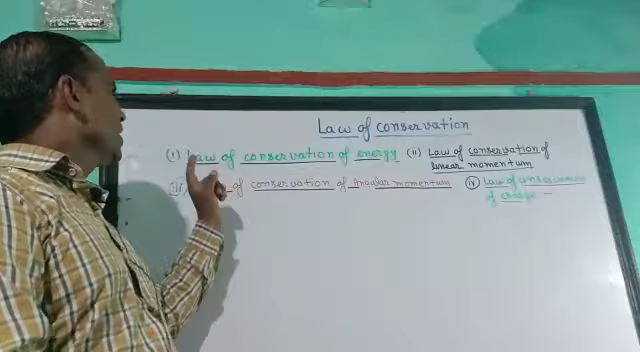 Law of conservation
(i) Law of conservation of energy (ii) Law of conservation of
linear momentum
(iii of conservation of Angular momentum (iv) Law of conservation
of charge -